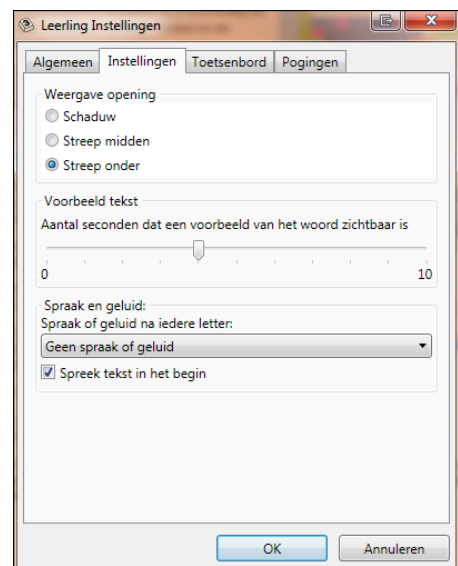 Leerling Instellingen
Algemeen Instellingen Toetsenbord Pogingen
Weergave opening
Schaduw
Streep midden
Streep onder
Voorbeeld tekst
Aantal seconden dat een voorbeeld van het woord zichtbaar is
0 10
Spraak en geluid:
Spraak of geluid na iedere letter:
Geen spraak of geluid
Spreek tekst in het begin
OK Annuleren